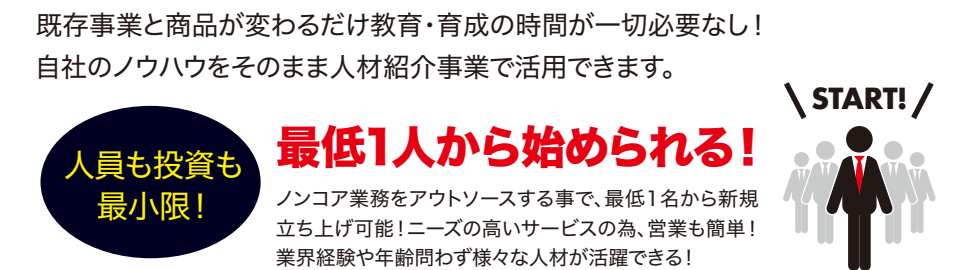 既存事業と商品が変わるだけ教育・育成の時間が一切必要なし!
自社のノウハウをそのまま人材紹介事業で活用できます。
START!
人員も投資も
最小限!
最低1人から始められる!
ノンコア業務をアウトソースする事で、最低1名から新規
立ち上げ可能!ニーズの高いサービスの為、営業も簡単!
業界経験や年齢問わず様々な人材が活躍できる!